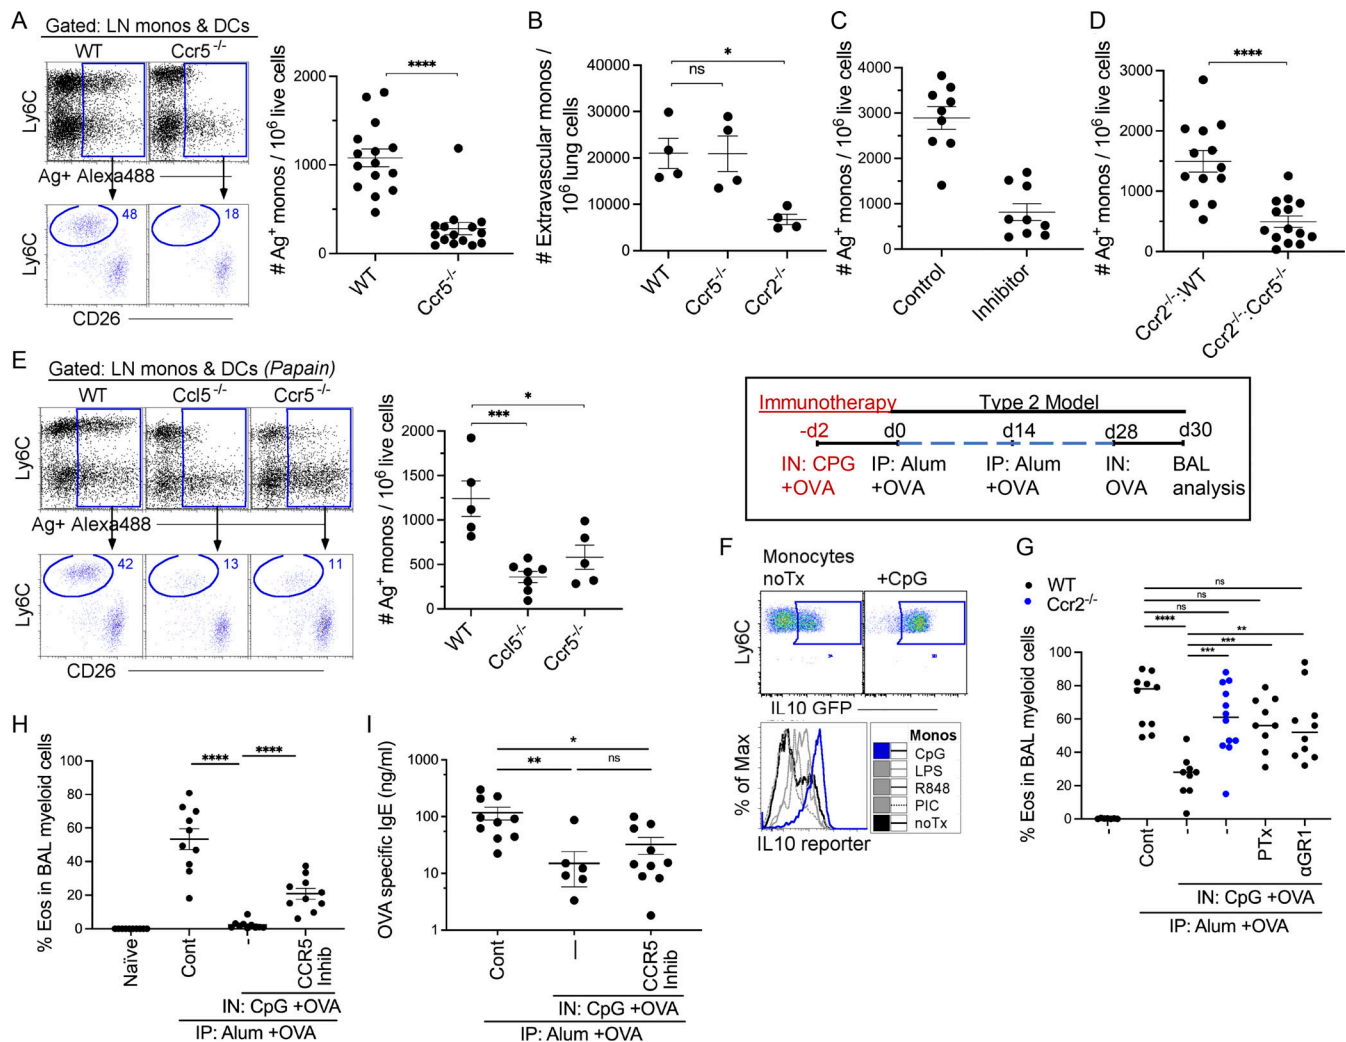 A
Gated: LN monos & DCs
WT
Ccr5 -/-
Ly6C
Ag+ Alexa488
48
18
Ly6C
CD26
# Ag+ monos / 10^6 live cells
2000
1000
0
****
WT
Ccr5-/-
B
# Extravascular monos /
10^6 lung cells
40000
30000
20000
10000
0
*
ns
WT
Ccr5-/-
Ccr2-/-
C
# Ag+ monos / 10^6 live cells
4000
3000
2000
1000
0
Control
Inhibitor
D
# Ag+ monos / 10^6 live cells
3000
2000
1000
0
****
Ccr2-/-:WT
Ccr2-/-:Ccr5-/-
E
Gated: LN monos & DCs (Papain)
WT
Ccl5 -/-
Ccr5 -/-
Ly6C
Ag+ Alexa488
42
13
11
Ly6C
CD26
# Ag+ monos / 10^6 live cells
2000
1500
1000
500
0
*
***
WT
Ccl5-/-
Ccr5-/-
Immunotherapy
Type 2 Model
-d2
d0
d14
d28
d30
IN: CPG
+OVA
IP: Alum
+OVA
IP: Alum
+OVA
IN:
OVA
BAL
analysis
F
Monocytes
noTx
+CpG
Ly6C
IL10 GFP
% of Max
IL10 reporter
Monos
CpG
LPS
R848
PIC
noTx
G
WT
Ccr2-/-
ns
ns
ns
****
**
***
***
% Eos in BAL myeloid cells
100
80
60
40
20
0
-
Cont
-
-
PTx
αGR1
IN: CpG +OVA
IP: Alum +OVA
H
% Eos in BAL myeloid cells
100
80
60
40
20
0
****
****
Naïve
Cont
-
CCR5
Inhib
IN: CpG +OVA
IP: Alum +OVA
I
OVA specific IgE (ng/ml)
1000
100
10
1
*
**
ns
Cont
—
CCR5
Inhib
IN: CpG +OVA
IP: Alum +OVA